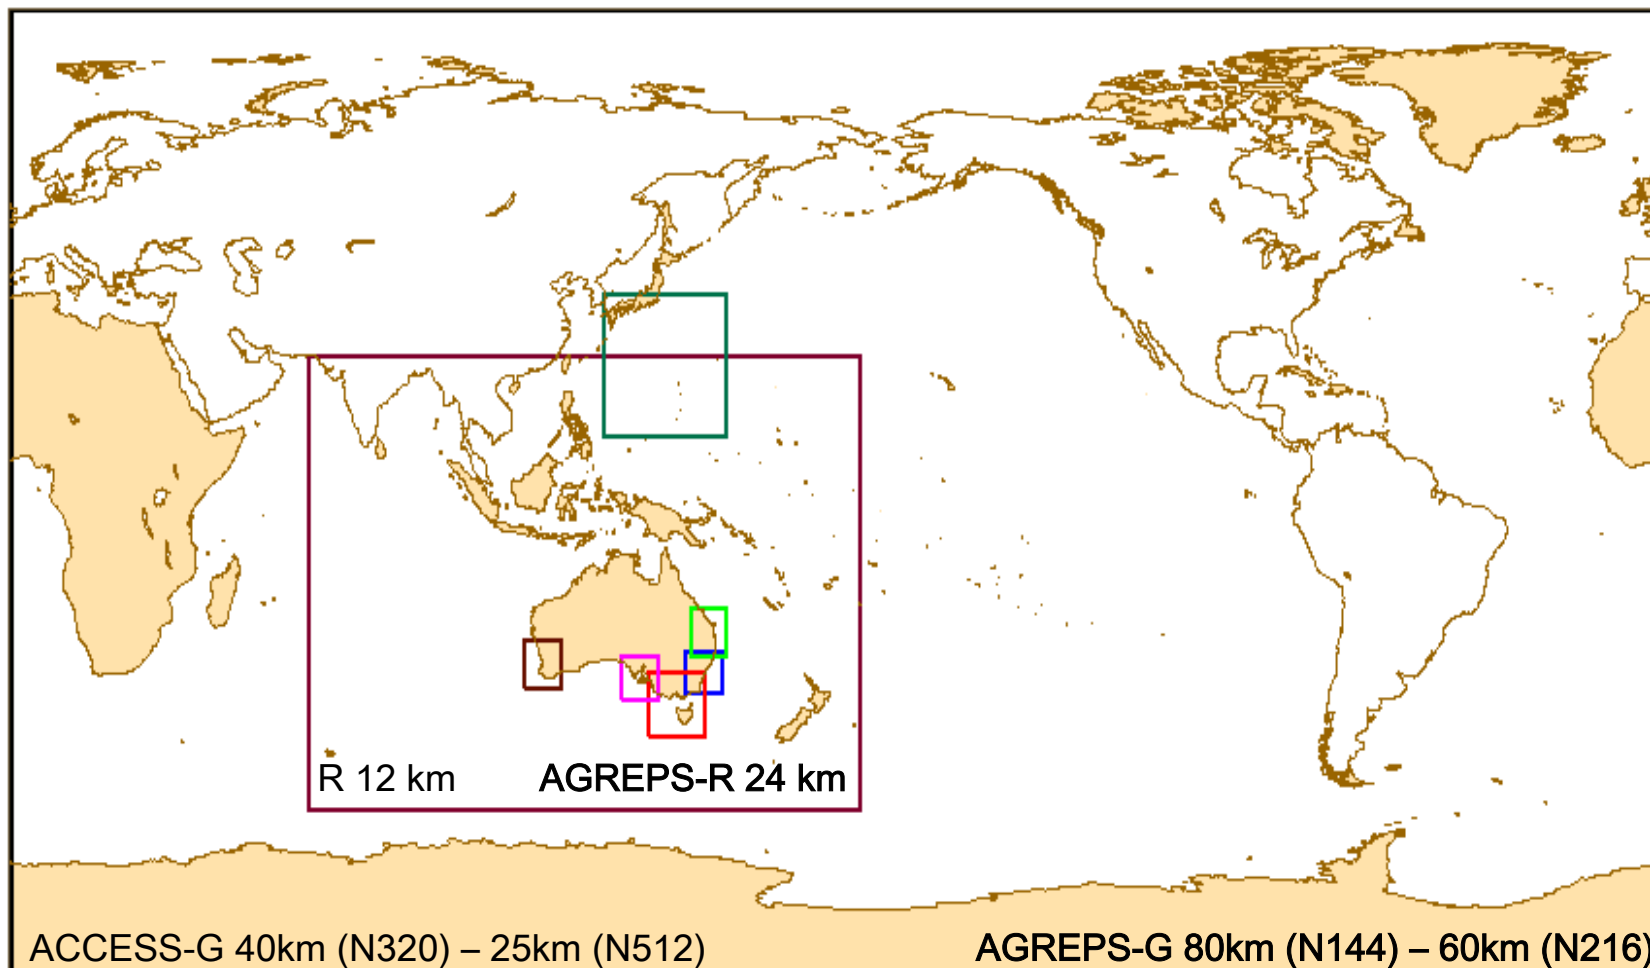 R 12 km
AGREPS-R 24 km
ACCESS-G 40km (N320) – 25km (N512)
AGREPS-G 80km (N144) – 60km (N216)